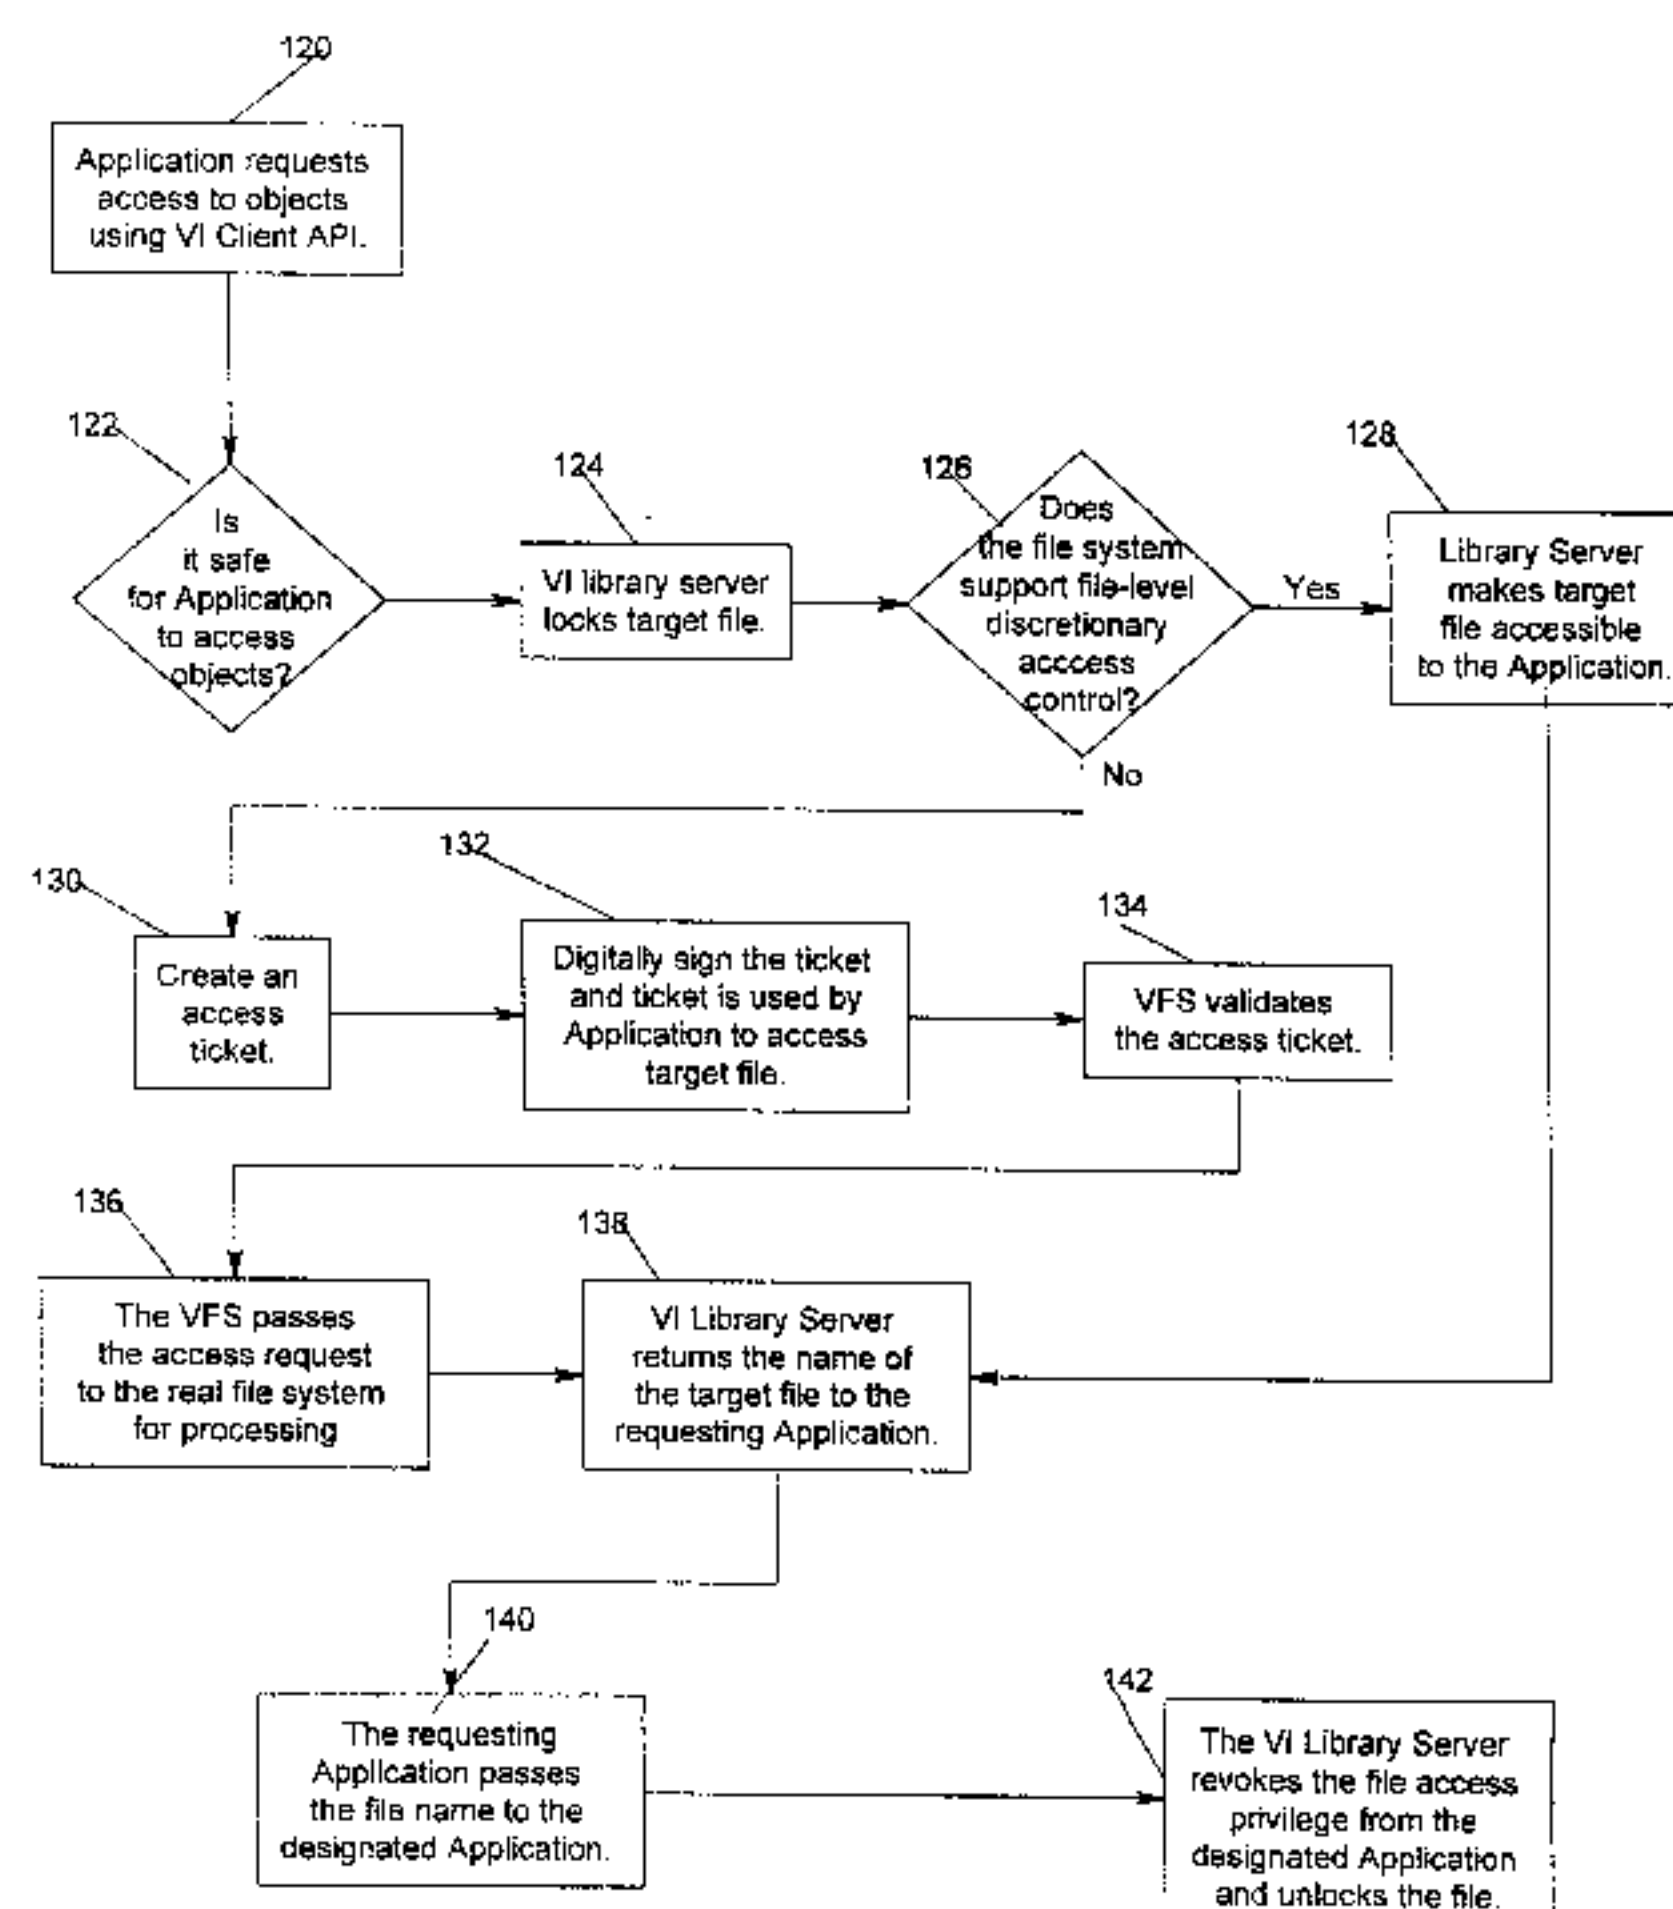 120
Application requests
access to objects
using VI Client API.
122
Is
it safe
for Application
to access
objects?
124
VI library server
locks target file.
126
Does
the file system
support file-level
discretionary
acccess
control?
Yes
No
128
Library Server
makes target
file accessible
to the Application.
130
Create an
access
ticket.
132
Digitally sign the ticket
and ticket is used by
Application to access
target file.
134
VFS validates
the access ticket.
136
The VFS passes
the access request
to the real file system
for processing
138
VI Library Server
returns the name of
the target file to the
requesting Application.
140
The requesting
Application passes
the file name to the
designated Application.
142
The VI Library Server
revokes the file access
privilege from the
designated Application
and unlocks the file.